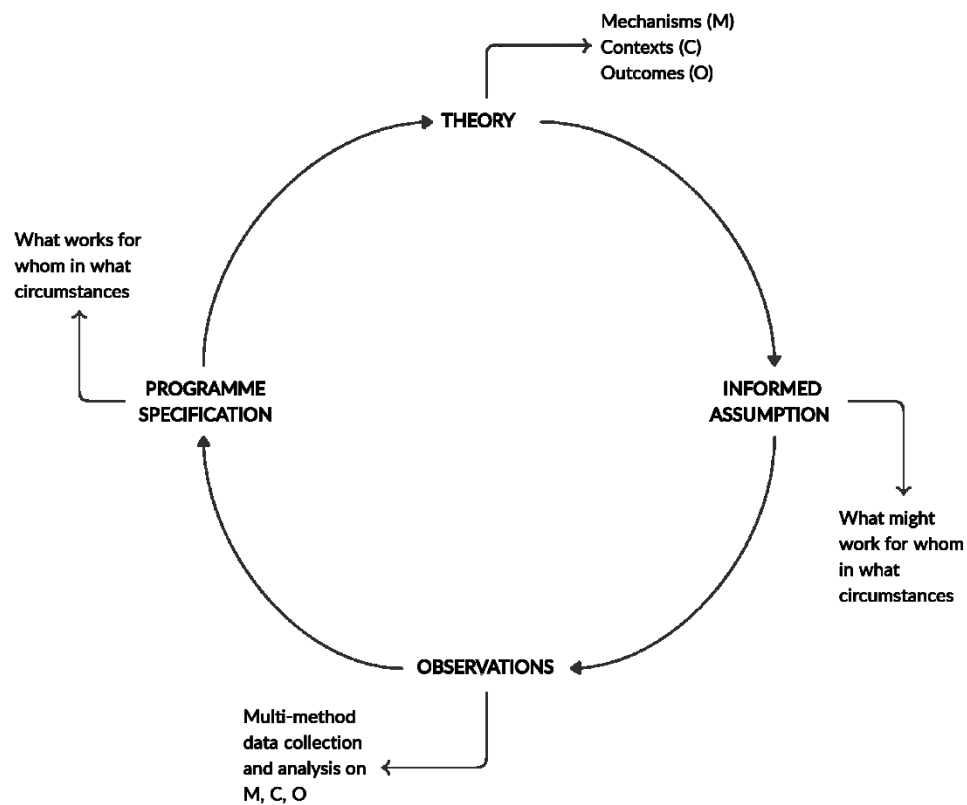 Mechanisms (M)
Contexts (C)
Outcomes (O)
THEORY
What works for
whom in what
circumstances
PROGRAMME
SPECIFICATION
INFORMED
ASSUMPTION
What might
work for whom
in what
circumstances
OBSERVATIONS
Multi-method
data collection
and analysis on
M, C, O